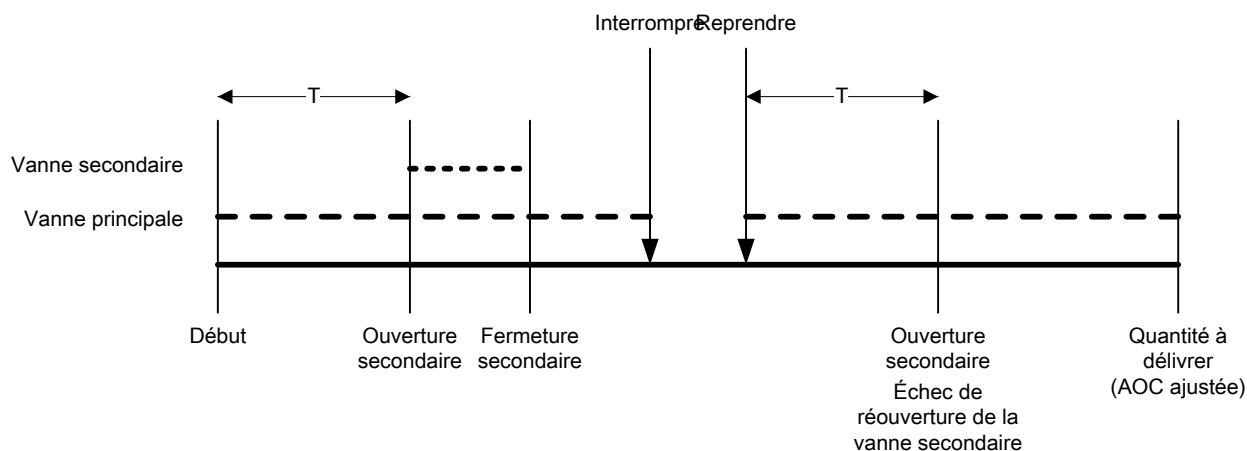 Interrompre
Reprendre
T
T
Vanne secondaire
Vanne principale
Début
Ouverture
secondaire
Fermeture
secondaire
Ouverture
secondaire
Échec de
réouverture de la
vanne secondaire
Quantité à
délivrer
(AOC ajustée)